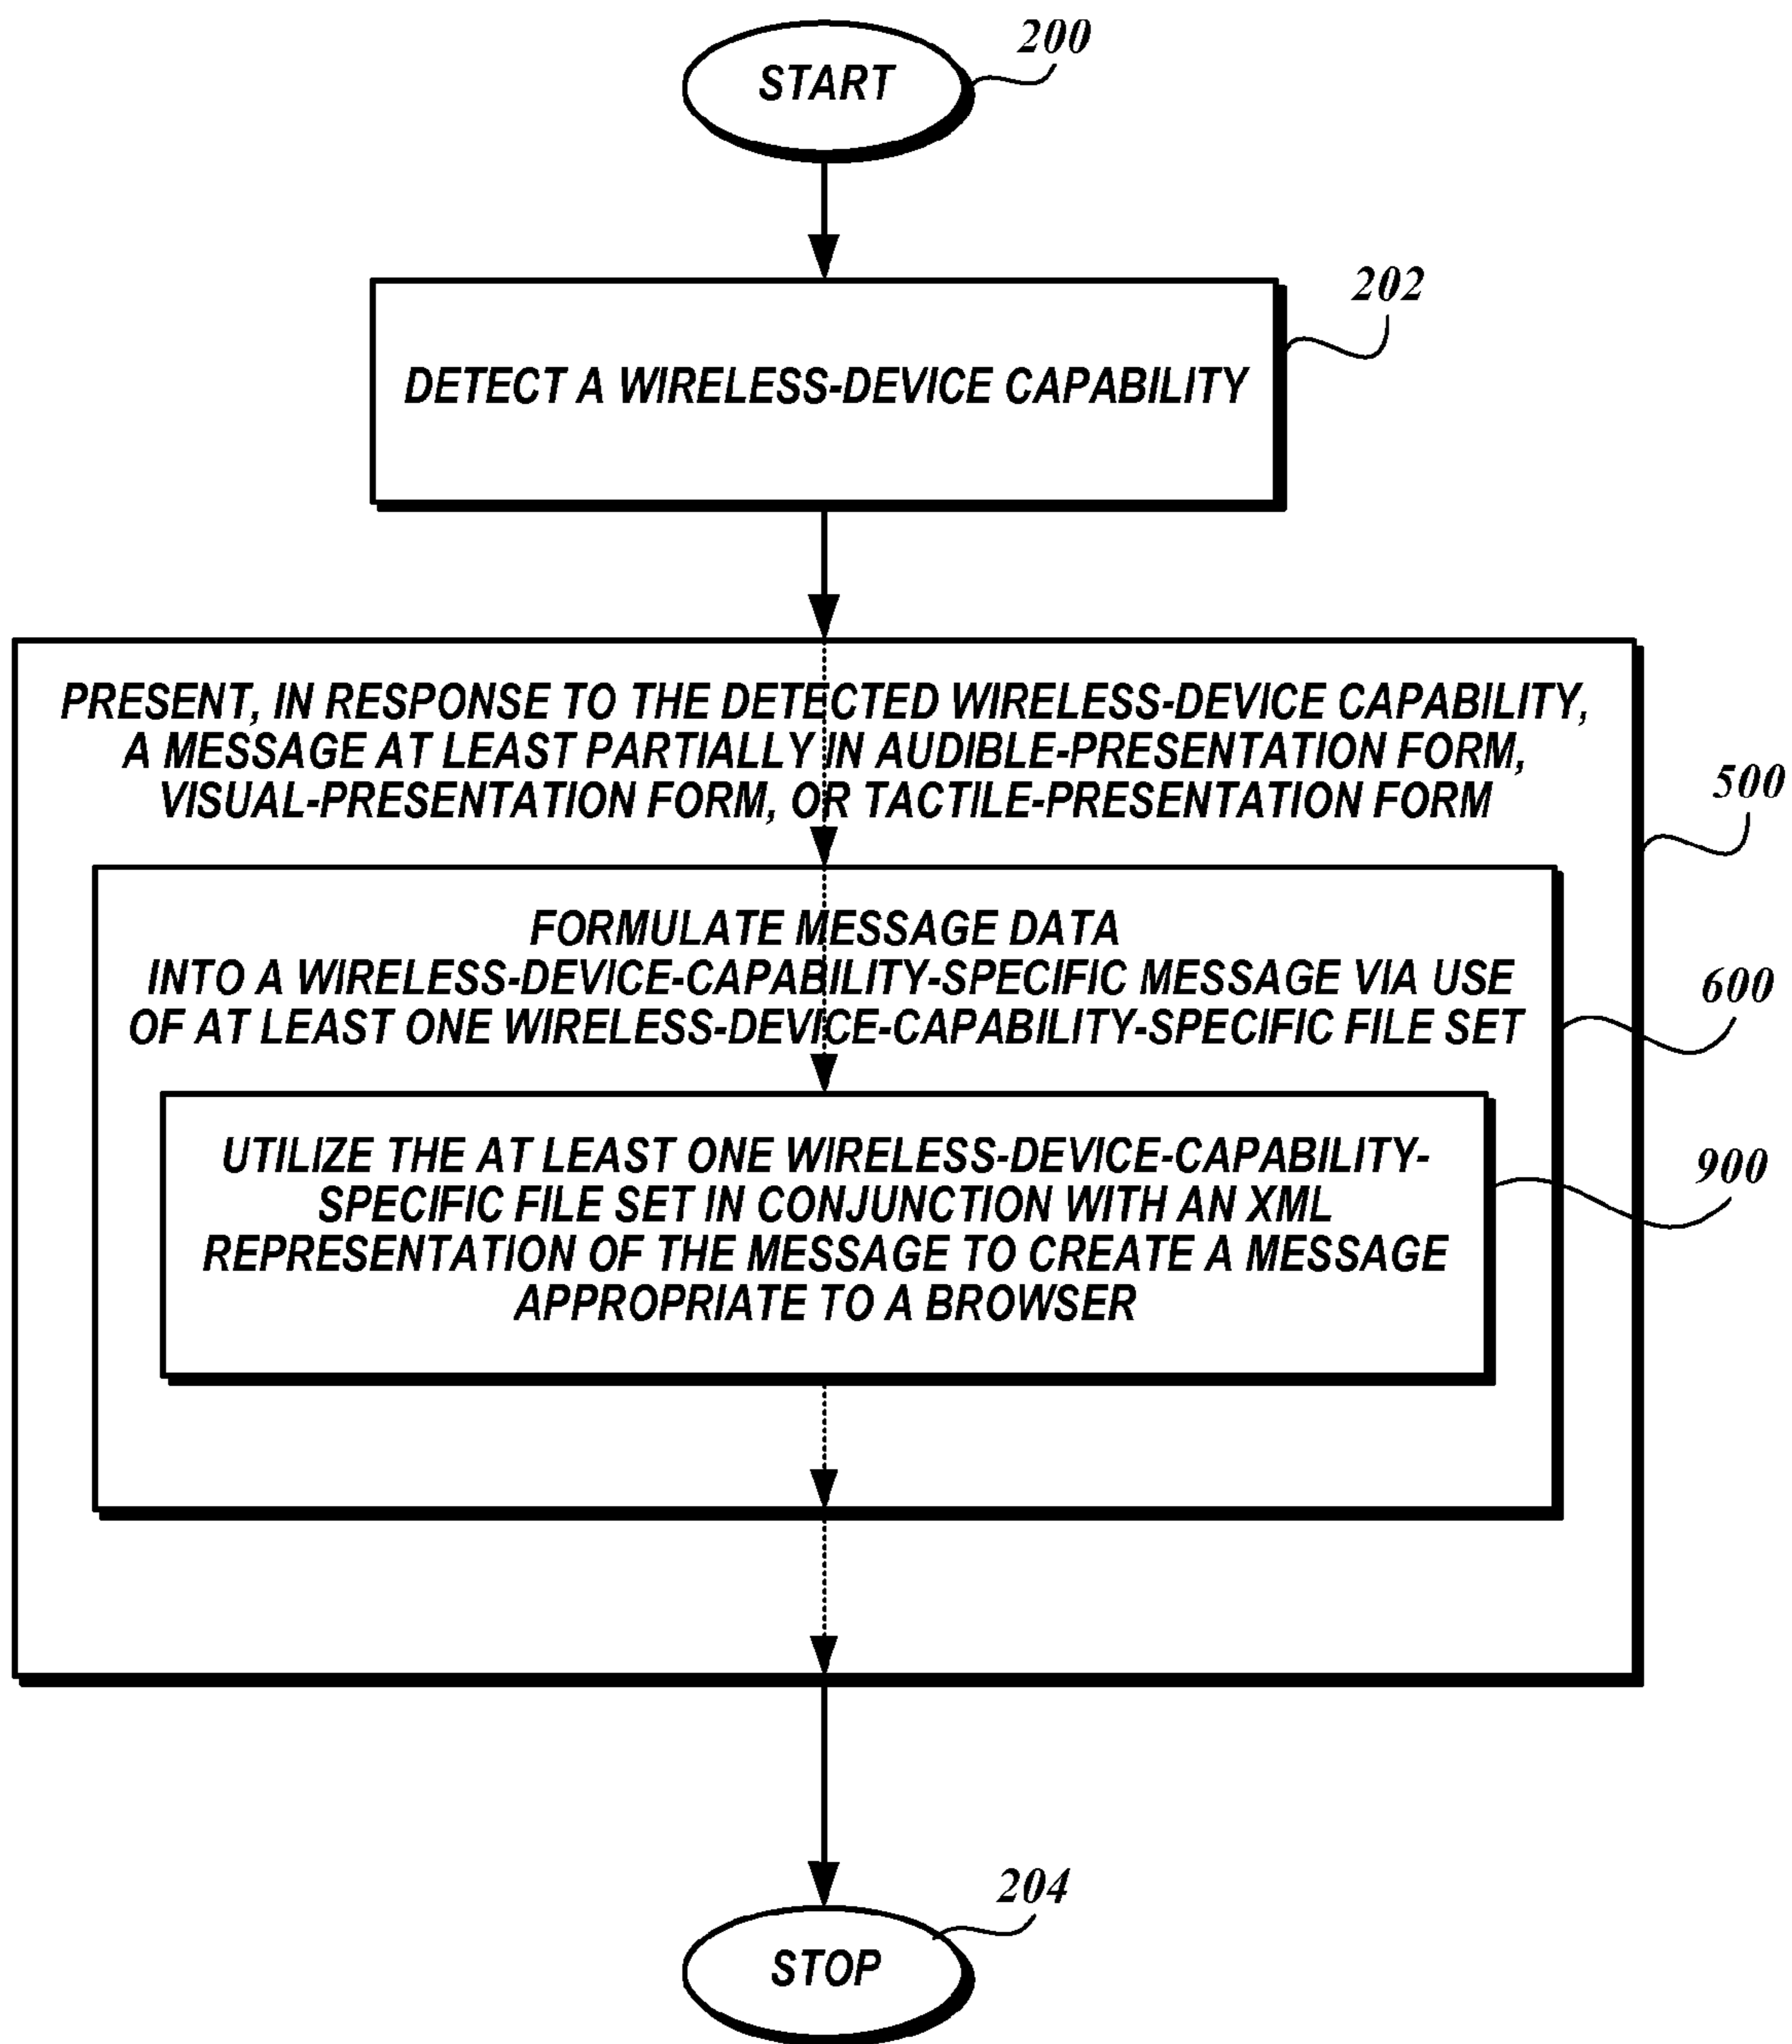 200
START
202
DETECT A WIRELESS-DEVICE CAPABILITY
PRESENT, IN RESPONSE TO THE DETECTED WIRELESS-DEVICE CAPABILITY,
A MESSAGE AT LEAST PARTIALLY IN AUDIBLE-PRESENTATION FORM,
VISUAL-PRESENTATION FORM, OR TACTILE-PRESENTATION FORM
500
FORMULATE MESSAGE DATA
INTO A WIRELESS-DEVICE-CAPABILITY-SPECIFIC MESSAGE VIA USE
OF AT LEAST ONE WIRELESS-DEVICE-CAPABILITY-SPECIFIC FILE SET
600
UTILIZE THE AT LEAST ONE WIRELESS-DEVICE-CAPABILITY-
SPECIFIC FILE SET IN CONJUNCTION WITH AN XML
REPRESENTATION OF THE MESSAGE TO CREATE A MESSAGE
APPROPRIATE TO A BROWSER
900
204
STOP